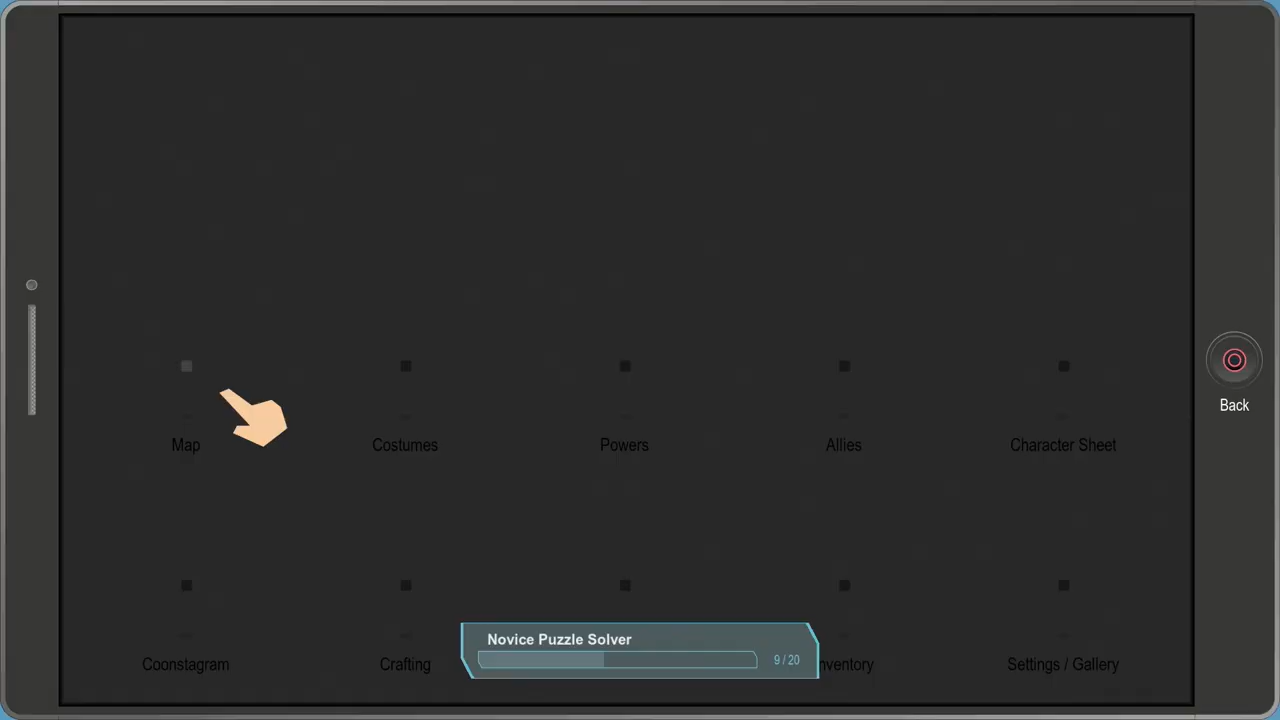 Back
Map Costumes Powers Allies Character Sheet
Novice Puzzle Solver
9 / 20
Coonstagram Crafting Settings / Gallery